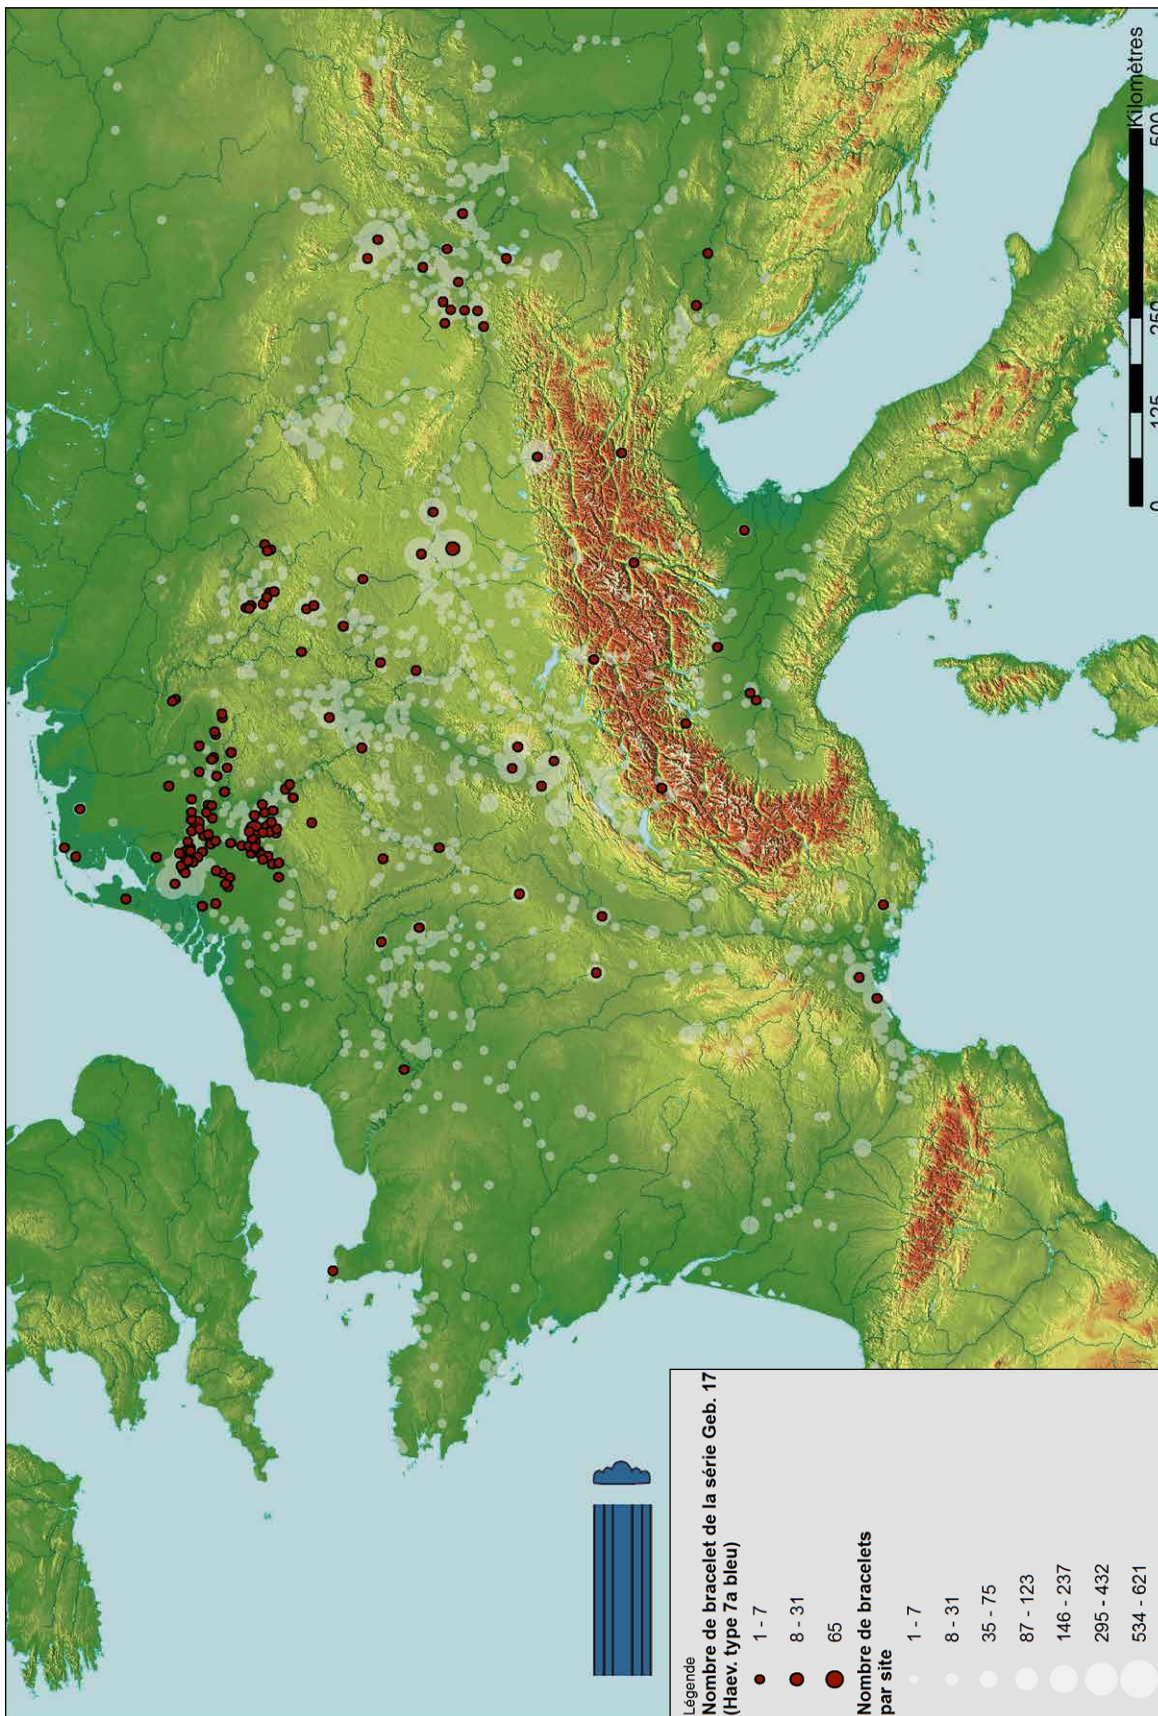 Légende
Nombre de bracelet de la série Geb. 17
(Haev. type 7a bleu)
1 - 7
8 - 31
65
Nombre de bracelets
par site
1 - 7
8 - 31
35 - 75
87 - 123
146 - 237
295 - 432
534 - 621
0 125 250 500
Kilomètres